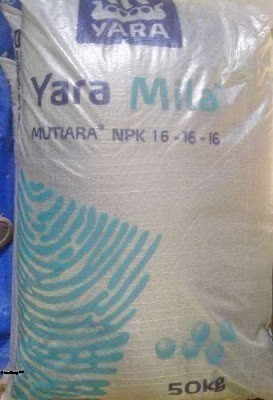 YARA
Yara Mila
MUTIARA® NPK 16-16-16
50kg